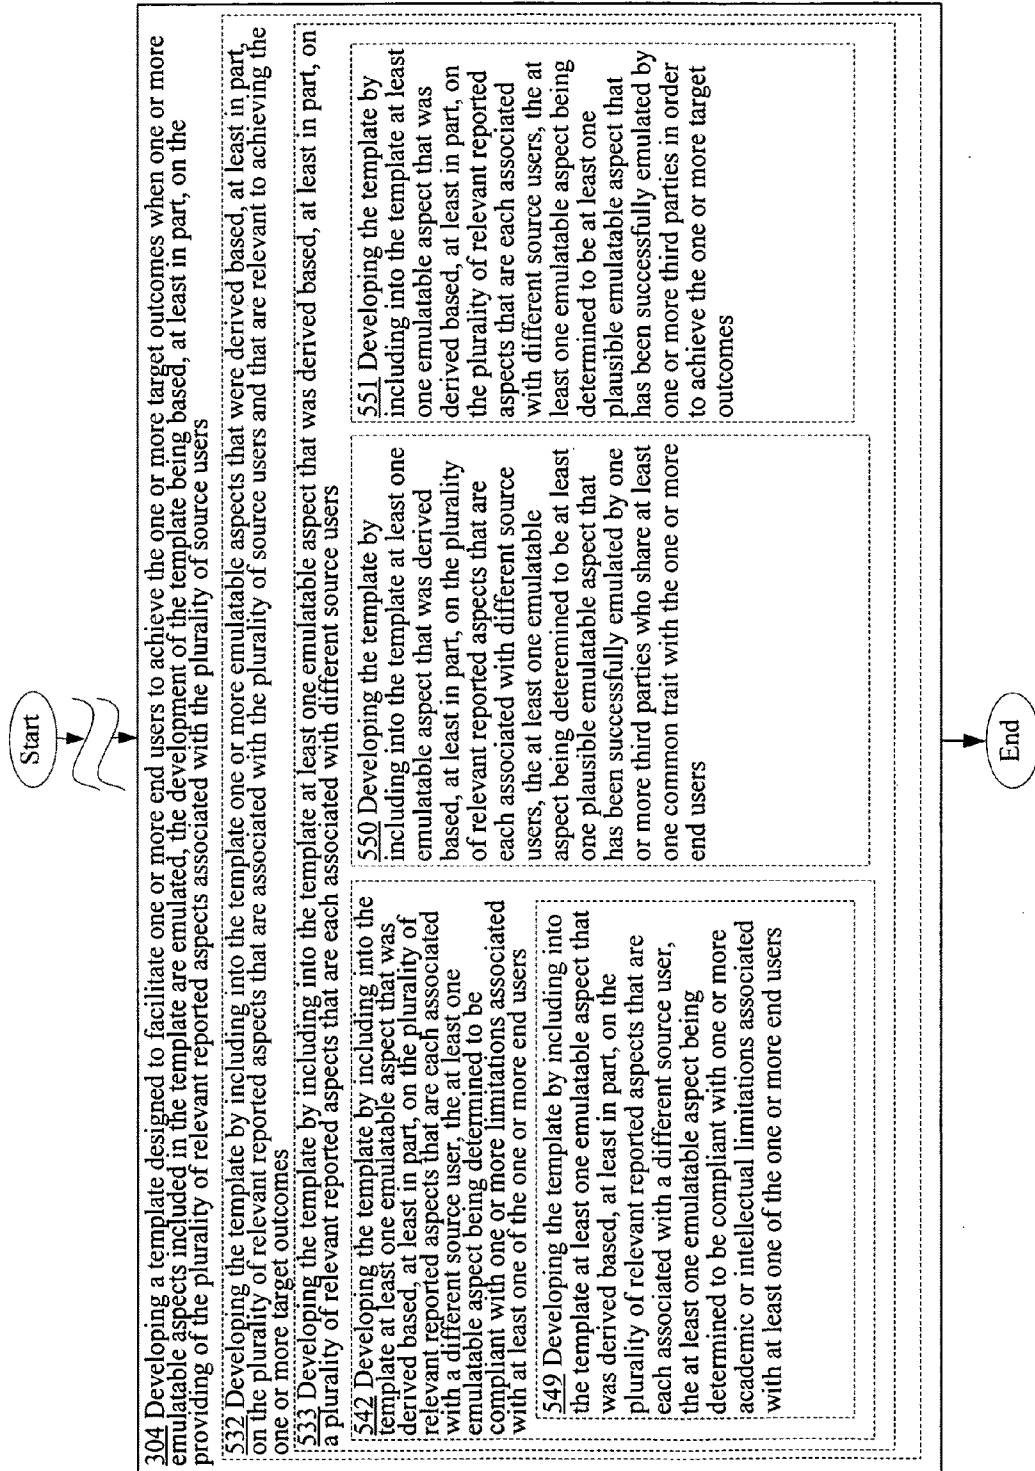 Start
304 Developing a template designed to facilitate one or more end users to achieve the one or more target outcomes when one or more
emulatable aspects included in the template are emulated, the development of the template being based, at least in part, on the
providing of the plurality of relevant reported aspects associated with the plurality of source users
532 Developing the template by including into the template one or more emulatable aspects that were derived based, at least in part,
on the plurality of relevant reported aspects that are associated with the plurality of source users and that are relevant to achieving the
one or more target outcomes
533 Developing the template by including into the template at least one emulatable aspect that was derived based, at least in part, on
a plurality of relevant reported aspects that are each associated with different source users
542 Developing the template by including into the
template at least one emulatable aspect that was
derived based, at least in part, on the plurality of
relevant reported aspects that are each associated
with a different source user, the at least one
emulatable aspect being determined to be
compliant with one or more limitations associated
with at least one of the one or more end users
549 Developing the template by including into
the template at least one emulatable aspect that
was derived based, at least in part, on the
plurality of relevant reported aspects that are
each associated with a different source user,
the at least one emulatable aspect being
determined to be compliant with one or more
academic or intellectual limitations associated
with at least one of the one or more end users
550 Developing the template by
including into the template at least one
emulatable aspect that was derived
based, at least in part, on the plurality
of relevant reported aspects that are
each associated with different source
users, the at least one emulatable
aspect being determined to be at least
one plausible emulatable aspect that
has been successfully emulated by one
or more third parties who share at least
one common trait with the one or more
end users
551 Developing the template by
including into the template at least
one emulatable aspect that was
derived based, at least in part, on
the plurality of relevant reported
aspects that are each associated
with different source users, the at
least one emulatable aspect being
determined to be at least one
plausible emulatable aspect that
has been successfully emulated by
one or more third parties in order
to achieve the one or more target
outcomes
End